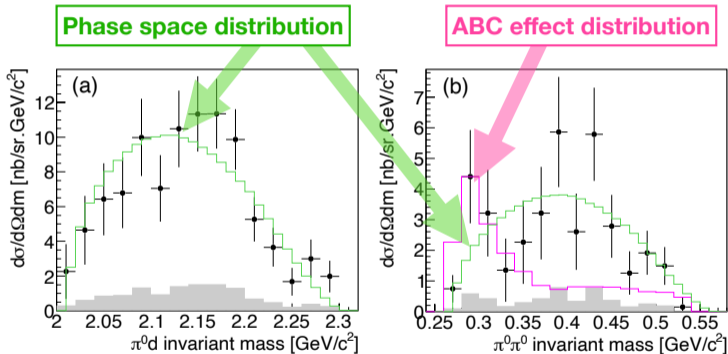 Phase space distribution
ABC effect distribution
(a)
dσ/dΩdm [nb/sr.GeV/c²]
12
10
8
6
4
2
0
2 2.05 2.1 2.15 2.2 2.25 2.3
π⁰d invariant mass [GeV/c²]
(b)
dσ/dΩdm [nb/sr.GeV/c²]
7
6
5
4
3
2
1
0
0.25 0.3 0.35 0.4 0.45 0.5 0.55
π⁰π⁰ invariant mass [GeV/c²]